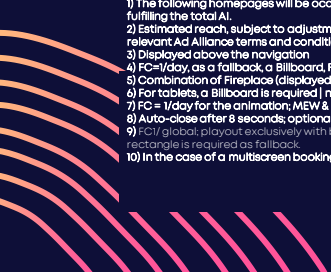 1) The following homepages will be occ
fulfilling the total AI.
2) Estimated reach, subject to adjustm
relevant Ad Alliance terms and conditi
3) Displayed above the navigation
4) FC=1/day, as a fallback, a Billboard, F
5) Combination of Fireplace (displayed
6) For tablets, a Billboard is required | n
7) FC = 1/day for the animation; MEW &
8) Auto-close after 8 seconds; optiona
9) FC1/ global; playout exclusively with b
rectangle is required as fallback.
10) In the case of a multiscreen booking